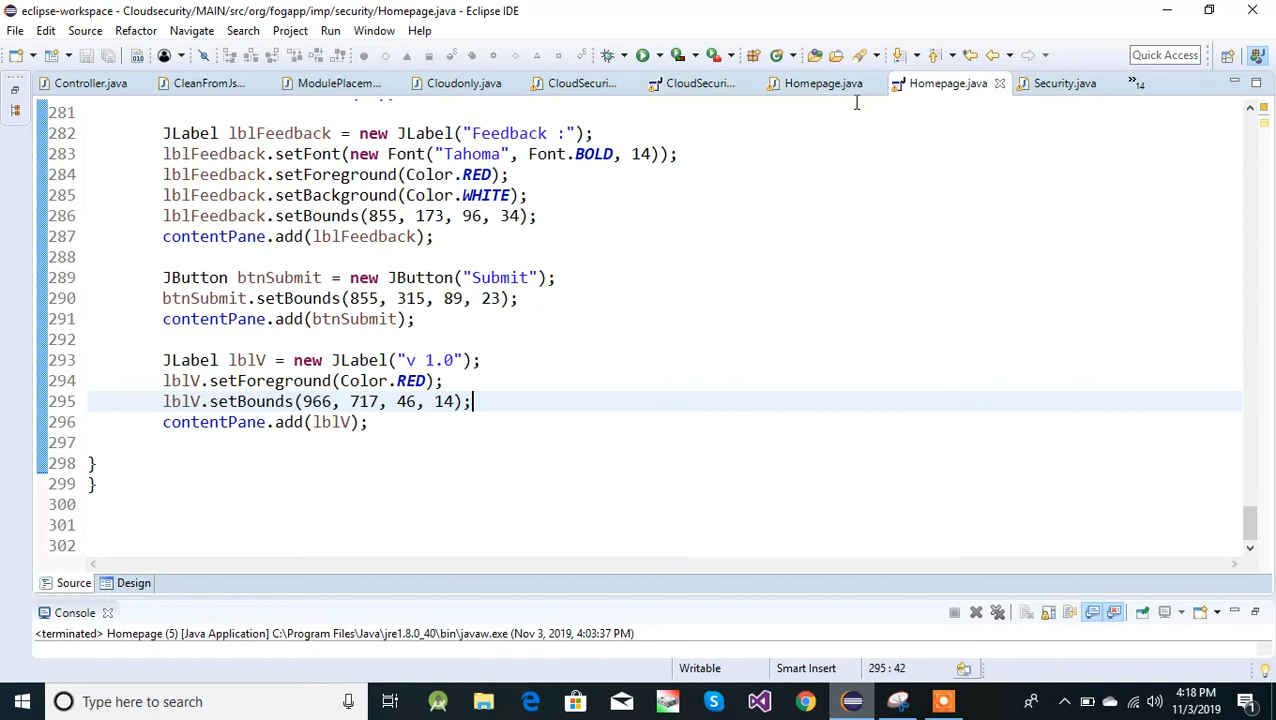 eclipse-workspace - Cloudsecurity/MAIN/src/org/fogapp/imp/security/Homepage.java - Eclipse IDE
File Edit Source Refactor Navigate Search Project Run Window Help
Quick Access
Controller.java CleanFromJs... ModulePlacem... Cloudonly.java CloudSecuri... CloudSecuri... Homepage.java Homepage.java Security.java »14
281
282 JLabel lblFeedback = new JLabel("Feedback :");
283 lblFeedback.setFont(new Font("Tahoma", Font.BOLD, 14));
284 lblFeedback.setForeground(Color.RED);
285 lblFeedback.setBackground(Color.WHITE);
286 lblFeedback.setBounds(855, 173, 96, 34);
287 contentPane.add(lblFeedback);
288
289 JButton btnSubmit = new JButton("Submit");
290 btnSubmit.setBounds(855, 315, 89, 23);
291 contentPane.add(btnSubmit);
292
293 JLabel lblV = new JLabel("v 1.0");
294 lblV.setForeground(Color.RED);
295 lblV.setBounds(966, 717, 46, 14);
296 contentPane.add(lblV);
297
298 }
299 }
300
301
302
Source Design
Console
<terminated> Homepage (5) [Java Application] C:\Program Files\Java\jre1.8.0_40\bin\javaw.exe (Nov 3, 2019, 4:03:37 PM)
Writable Smart Insert 295 : 42
Type here to search
4:18 PM
11/3/2019
1